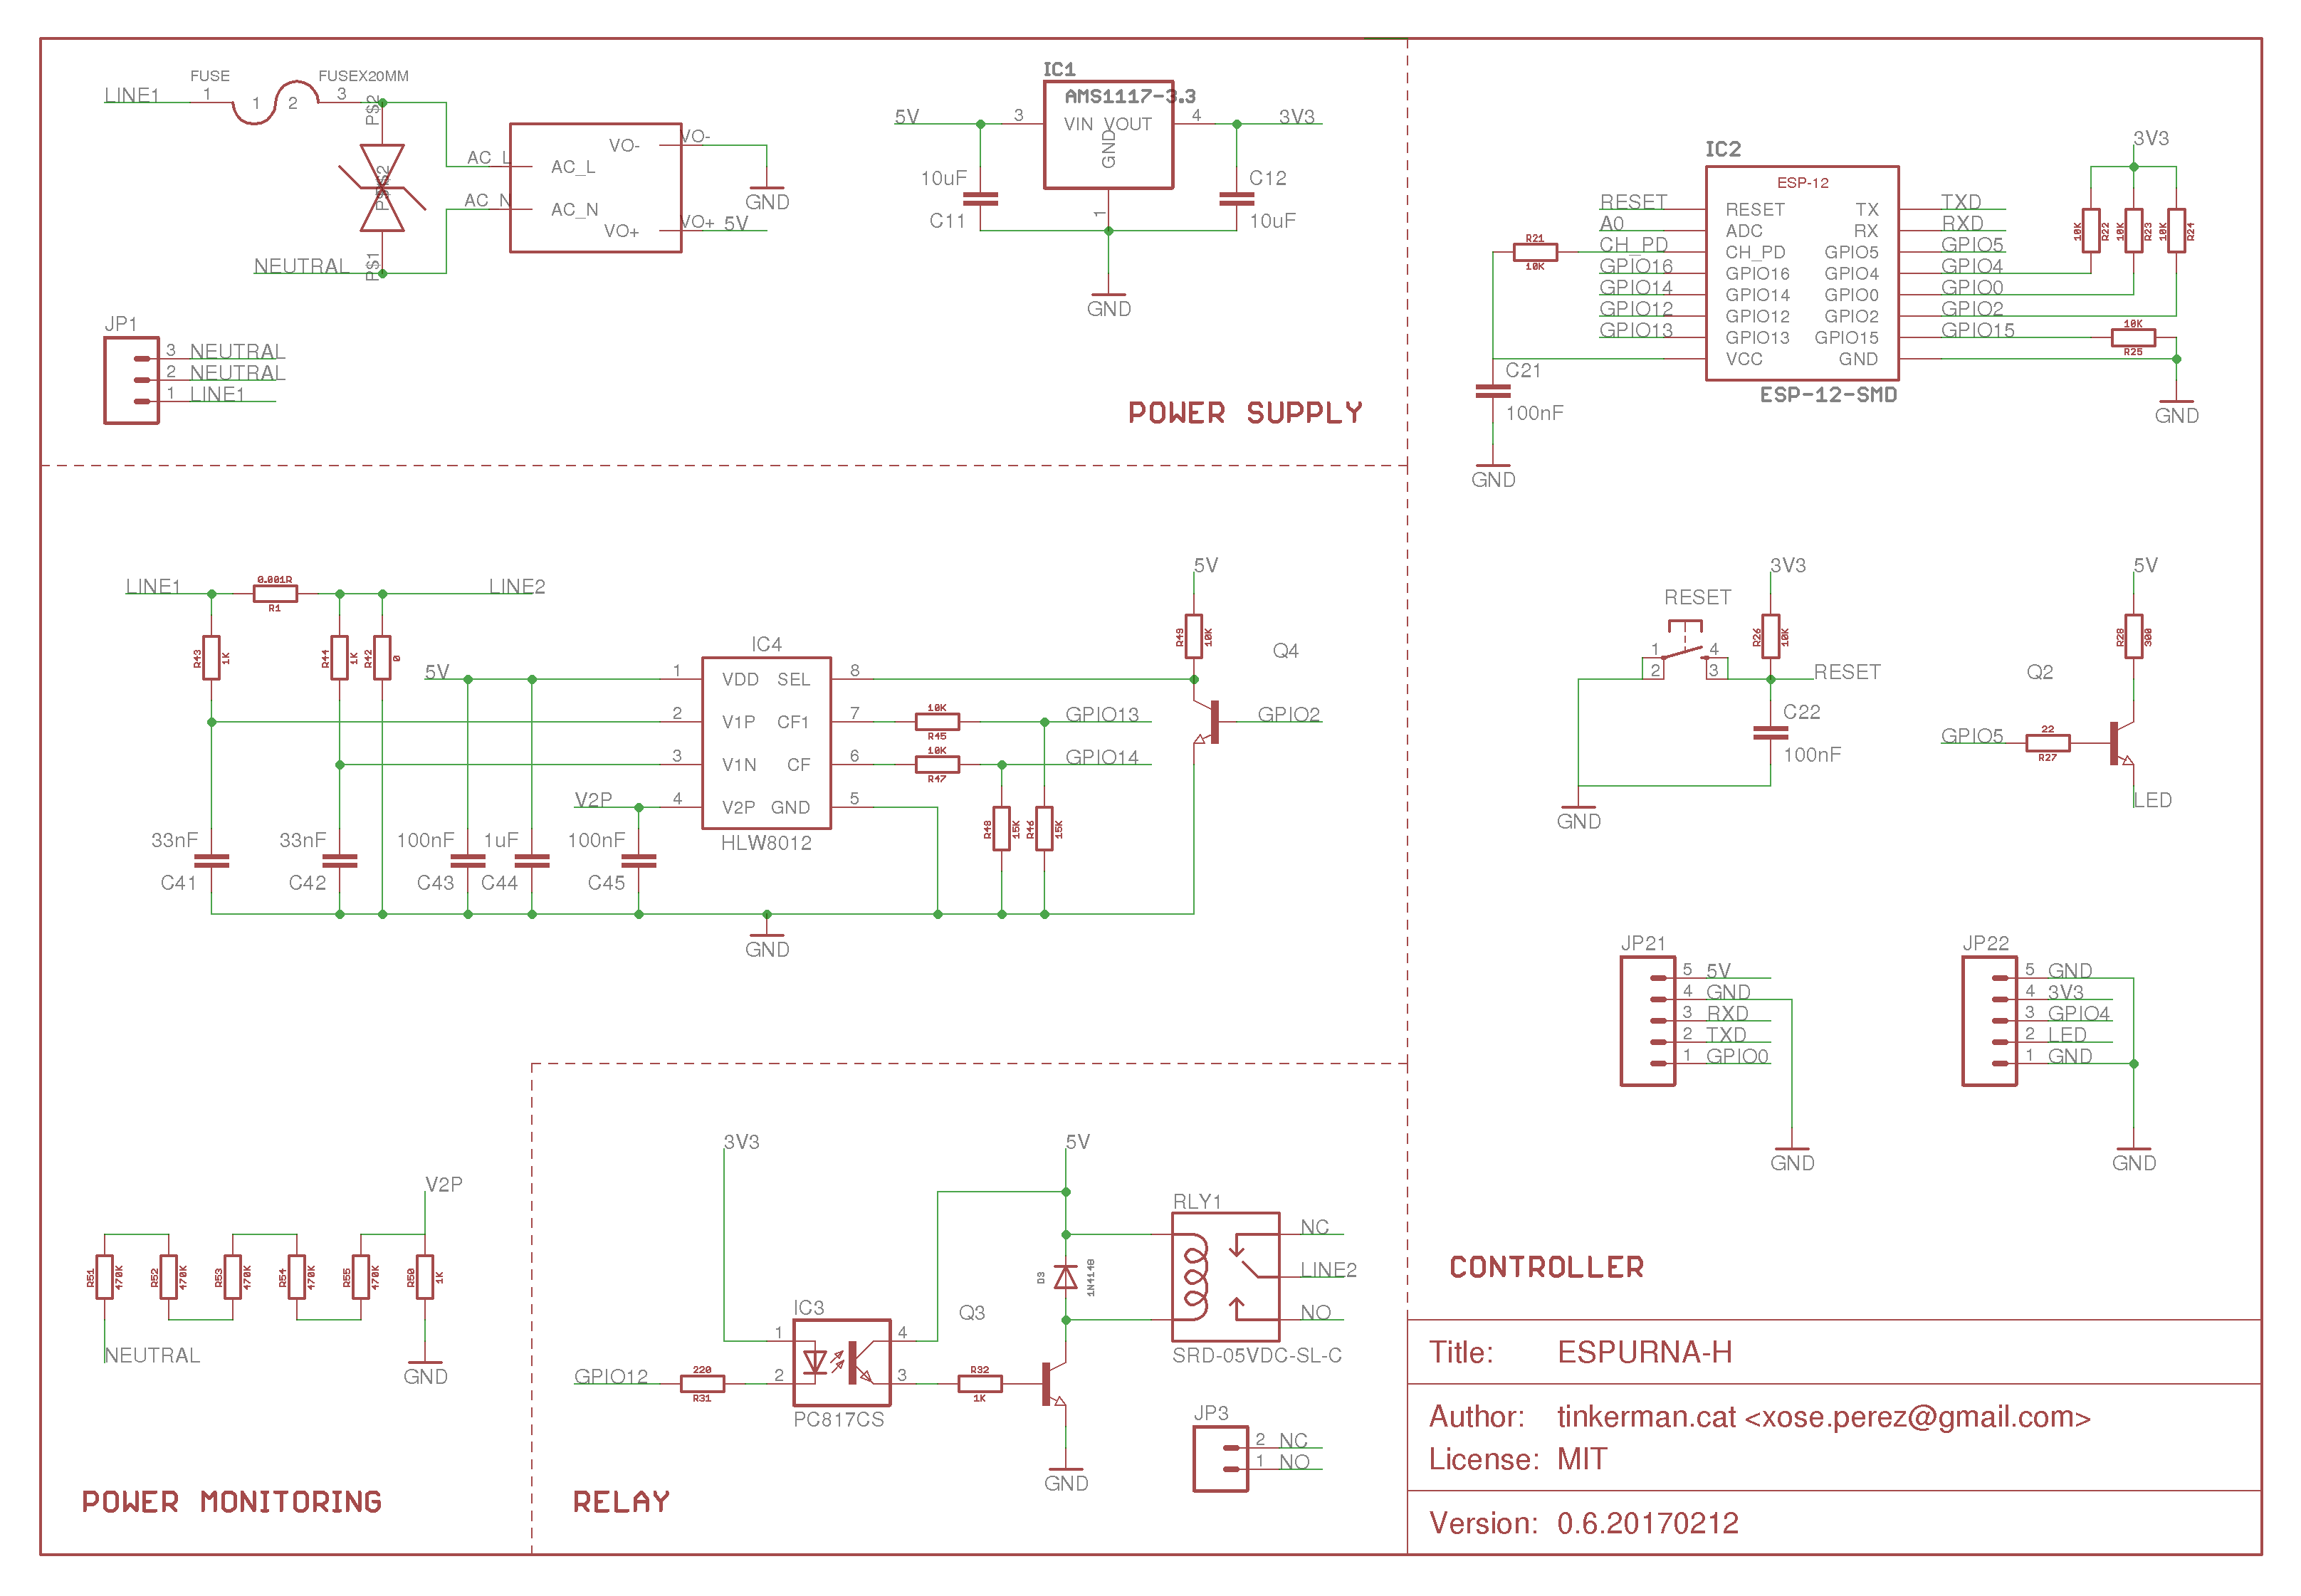 FUSE
FUSEX20MM
LINE1
1
1
2
3
PS2
PS1
NEUTRAL
AC_L
AC_N
AC_L
AC_N
VO-
VO+
VO-
VO+
5V
GND
JP1
3 NEUTRAL
2 NEUTRAL
1 LINE1
IC1
AMS1117-3.3
5V
3
VIN VOUT
GND
4
3V3
1
10uF
C11
C12
10uF
GND
POWER SUPPLY
IC2
ESP-12
RESET
A0
CH_PD
GPIO16
GPIO14
GPIO12
GPIO13
RESET
ADC
CH_PD
GPIO16
GPIO14
GPIO12
GPIO13
VCC
TX
RX
GPIO5
GPIO4
GPIO0
GPIO2
GPIO15
GND
TXD
RXD
GPIO5
GPIO4
GPIO0
GPIO2
GPIO15
ESP-12-SMD
R21
10K
C21
100nF
GND
3V3
10K
R22
10K
R23
10K
R24
10K
R25
GND
LINE1
0.001R
R1
LINE2
R43
1K
R44
1K
R42
0
5V
IC4
1
2
3
4
VDD SEL
V1P CF1
V1N CF
V2P GND
8
7
6
5
HLW8012
V2P
33nF
C41
33nF
C42
100nF
C43
1uF
C44
100nF
C45
10K
R45
10K
R47
GPIO13
GPIO14
R48
15K
R46
15K
5V
R49
10K
Q4
GPIO2
GND
RESET
1
2
4
3
3V3
R26
10K
RESET
C22
100nF
GND
5V
R28
300
Q2
GPIO5
22
R27
LED
JP21
5 5V
4 GND
3 RXD
2 TXD
1 GPIO0
GND
JP22
5 GND
4 3V3
3 GPIO4
2 LED
1 GND
GND
CONTROLLER
V2P
R51
470K
R52
470K
R53
470K
R54
470K
R55
470K
R50
1K
NEUTRAL
GND
POWER MONITORING
3V3
GPIO12
220
R31
IC3
1
2
4
3
PC817CS
R32
1K
Q3
5V
D3
1N4148
GND
RLY1
NC
LINE2
NO
SRD-05VDC-SL-C
JP3
2 NC
1 NO
RELAY
Title: ESPURNA-H
Author: tinkerman.cat <xose.perez@gmail.com>
License: MIT
Version: 0.6.20170212